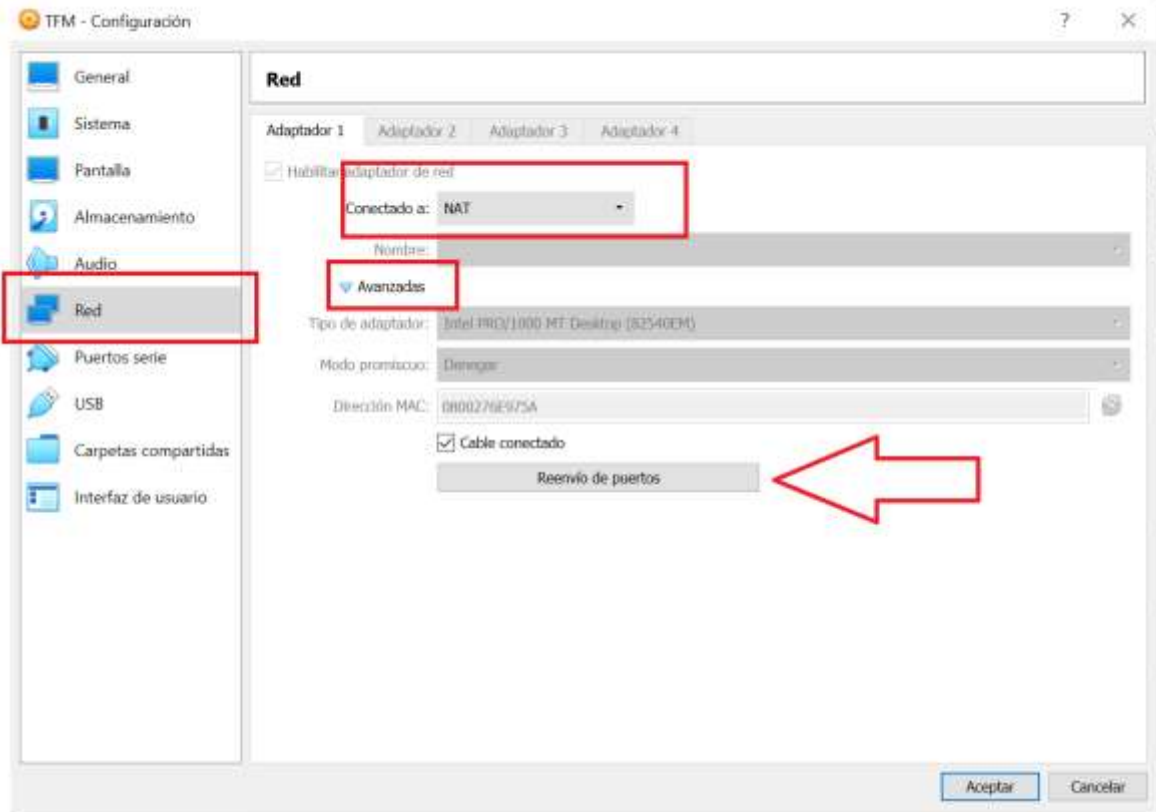 TFM - Configuración
?
General
Sistema
Pantalla
Almacenamiento
Audio
Red
Puertos serie
USB
Carpetas compartidas
Interfaz de usuario
Red
Adaptador 1 Adaptador 2 Adaptador 3 Adaptador 4
Habilitar adaptador de red
Conectado a: NAT
Nombre:
Avanzadas
Tipo de adaptador: Intel PRO/1000 MT Desktop (82540EM)
Modo promiscuo: Denegar
Dirección MAC: 0800276E975A
Cable conectado
Reenvío de puertos
Aceptar Cancelar